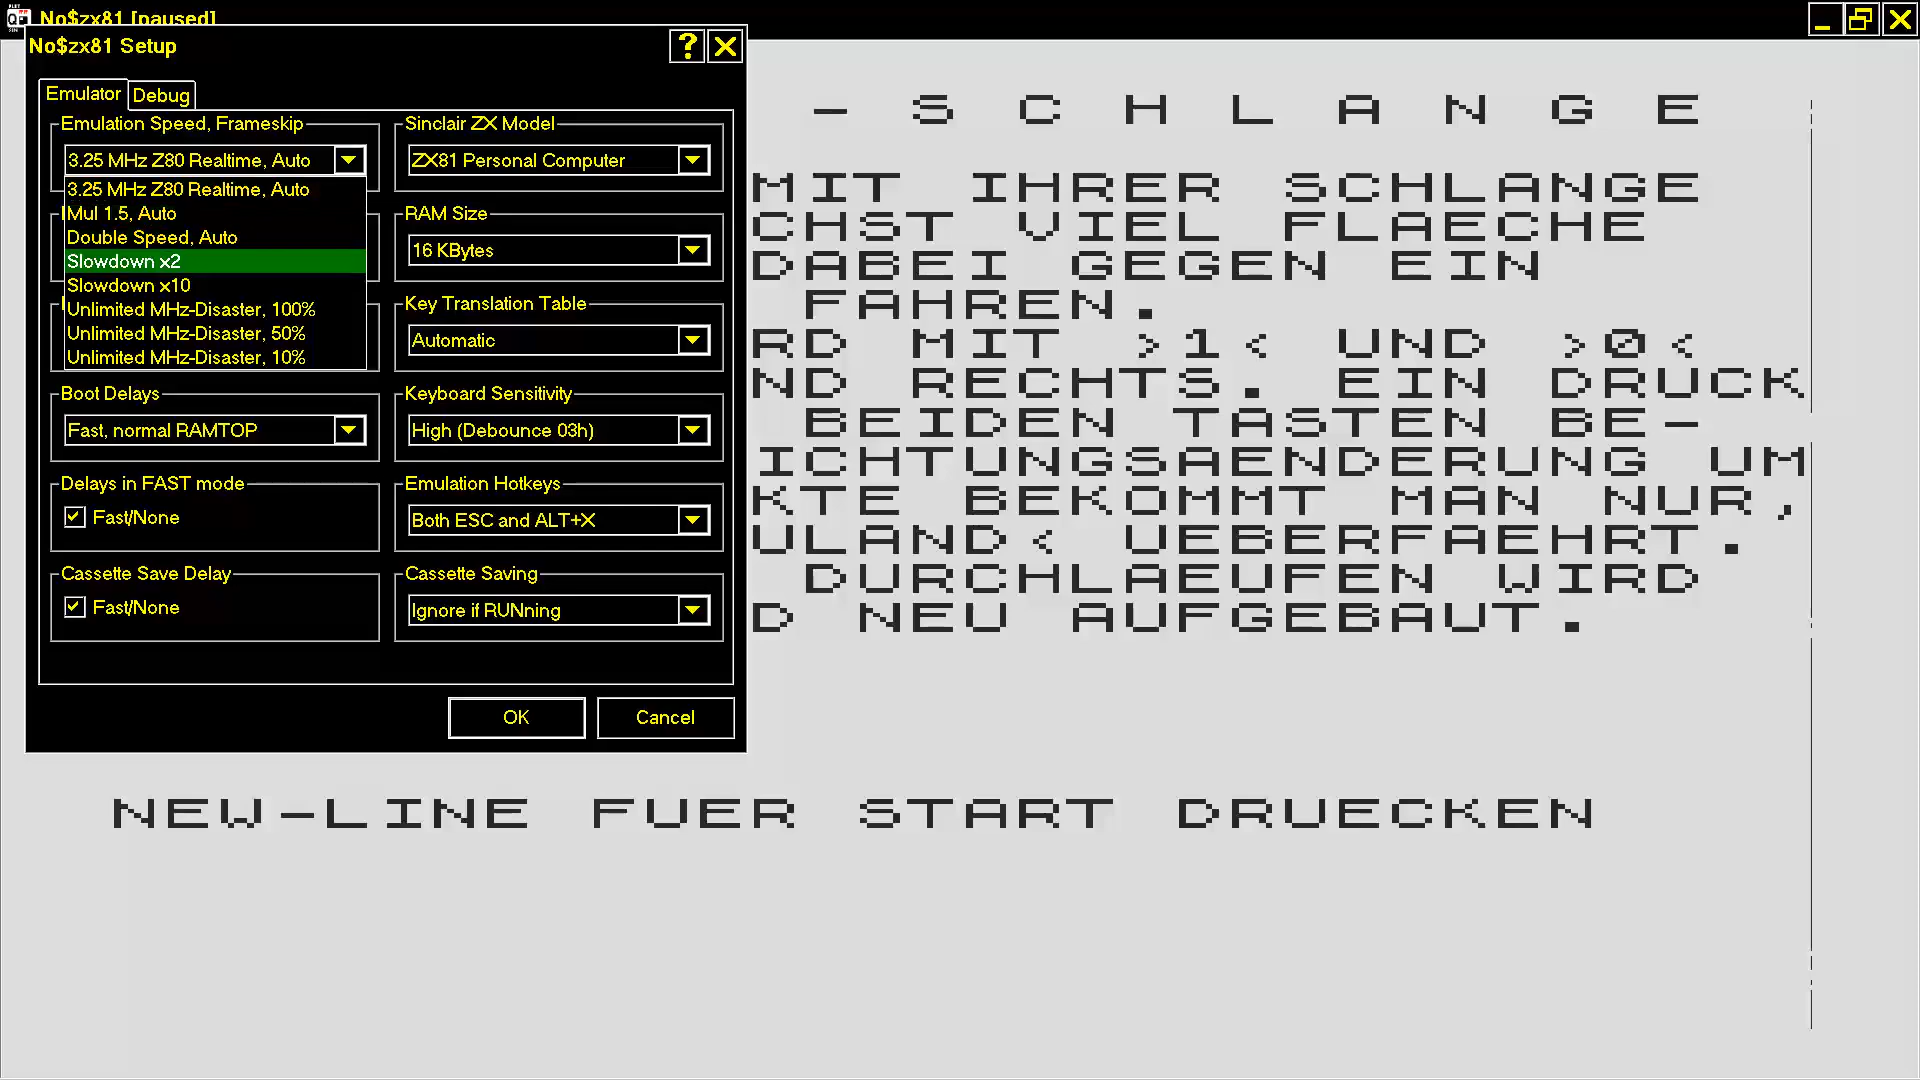 No$zx81 [paused]
No$zx81 Setup
Emulator
Debug
Emulation Speed, Frameskip
3.25 MHz Z80 Realtime, Auto
3.25 MHz Z80 Realtime, Auto
Mul 1.5, Auto
Double Speed, Auto
Slowdown x2
Slowdown x10
Unlimited MHz-Disaster, 100%
Unlimited MHz-Disaster, 50%
Unlimited MHz-Disaster, 10%
Boot Delays
Fast, normal RAMTOP
Delays in FAST mode
Fast/None
Cassette Save Delay
Fast/None
Sinclair ZX Model
ZX81 Personal Computer
RAM Size
16 KBytes
Key Translation Table
Automatic
Keyboard Sensitivity
High (Debounce 03h)
Emulation Hotkeys
Both ESC and ALT+X
Cassette Saving
Ignore if RUNning
OK
Cancel
- S C H L A N G E
MIT IHRER SCHLANGE
CHST VIEL FLAECHE
DABEI GEGEN EIN
FAHREN.
RD MIT >1< UND >0<
ND RECHTS. EIN DRUCK
BEIDEN TASTEN BE-
ICHTUNGSAENDERUNG UM
KTE BEKOMMT MAN NUR,
ULAND< UEBERFAEHRT.
DURCHLAEUFEN WIRD
D NEU AUFGEBAUT.
NEW-LINE FUER START DRUECKEN